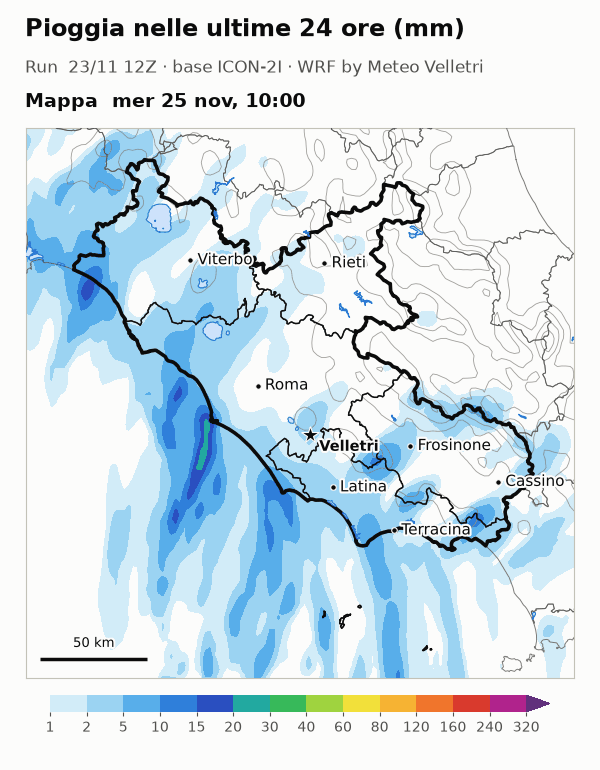 Pioggia nelle ultime 24 ore (mm)
Run  23/11 12Z · base ICON-2I · WRF by Meteo Velletri
Mappa  mer 25 nov, 10:00
Viterbo
Rieti
Roma
Velletri
Frosinone
Latina
Cassino
Terracina
50 km
1 2 5 10 15 20 30 40 60 80 120 160 240 320